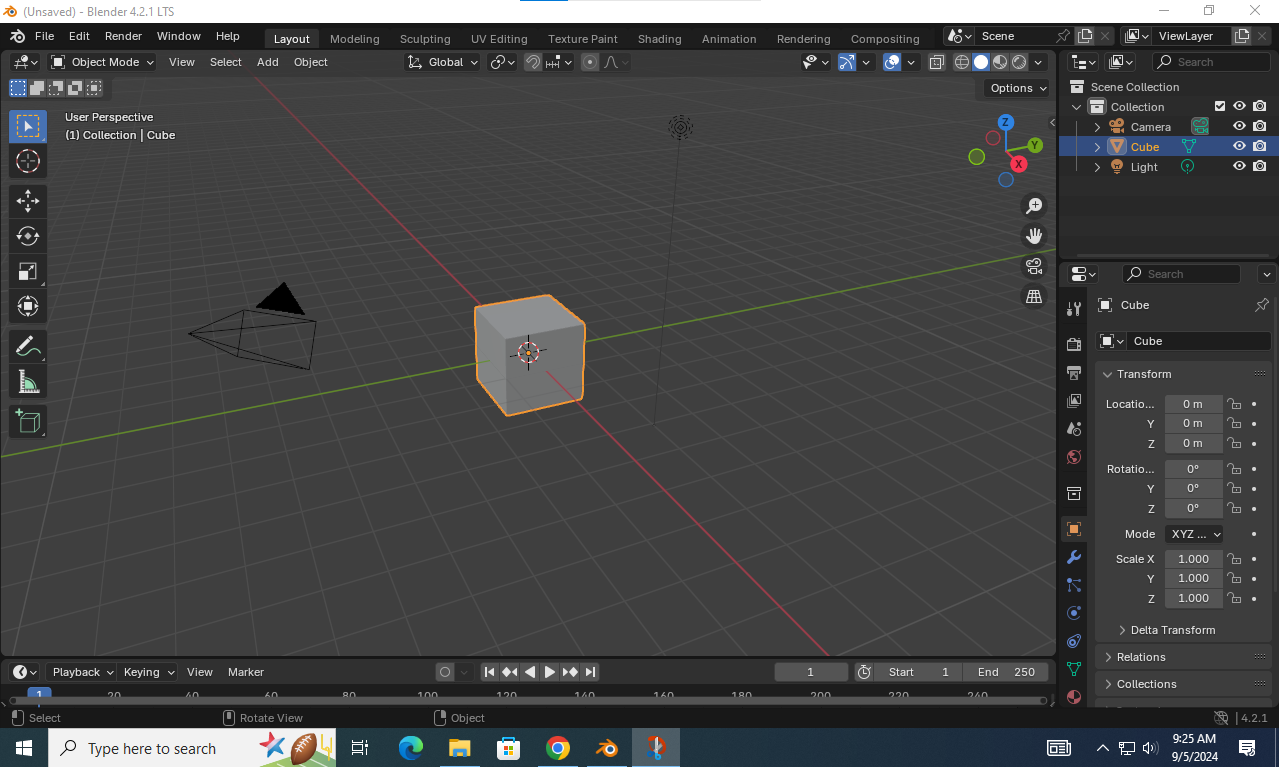 (Unsaved) - Blender 4.2.1 LTS
File Edit Render Window Help
Layout Modeling Sculpting UV Editing Texture Paint Shading Animation Rendering Compositing
Scene
ViewLayer
Object Mode View Select Add Object
Global
Options
User Perspective
(1) Collection | Cube
Z
Y
X
Search
Scene Collection
Collection
Camera
Cube
Light
Search
Cube
Cube
Transform
Locatio... 0 m
Y 0 m
Z 0 m
Rotatio... 0°
Y 0°
Z 0°
Mode XYZ ...
Scale X 1.000
Y 1.000
Z 1.000
Delta Transform
Relations
Collections
Playback Keying View Marker
1
Start 1
End 250
1 20 40 60 80 100 120 140 160 180 200 220 240
Select
Rotate View
Object
4.2.1
Type here to search
9:25 AM
9/5/2024